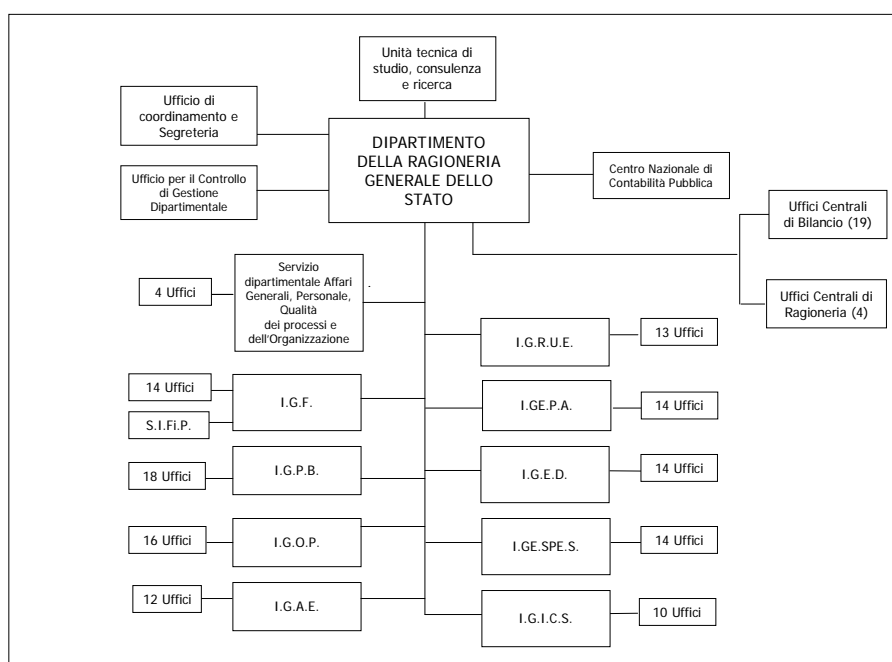 Unità tecnica di
studio, consulenza
e ricerca
Ufficio di
coordinamento e
Segreteria
DIPARTIMENTO
DELLA RAGIONERIA
GENERALE DELLO
STATO
Ufficio per il Controllo
di Gestione
Dipartimentale
Centro Nazionale di
Contabilità Pubblica
Uffici Centrali
di Bilancio (19)
Uffici Centrali di
Ragioneria (4)
4 Uffici
Servizio
dipartimentale Affari
Generali, Personale,
Qualità
dei processi e
dell'Organizzazione
.
I.G.R.U.E.
13 Uffici
14 Uffici
S.I.Fi.P.
I.G.F.
I.GE.P.A.
14 Uffici
18 Uffici
I.G.P.B.
I.G.E.D.
14 Uffici
16 Uffici
I.G.O.P.
I.GE.SPE.S.
14 Uffici
12 Uffici
I.G.A.E.
I.G.I.C.S.
10 Uffici